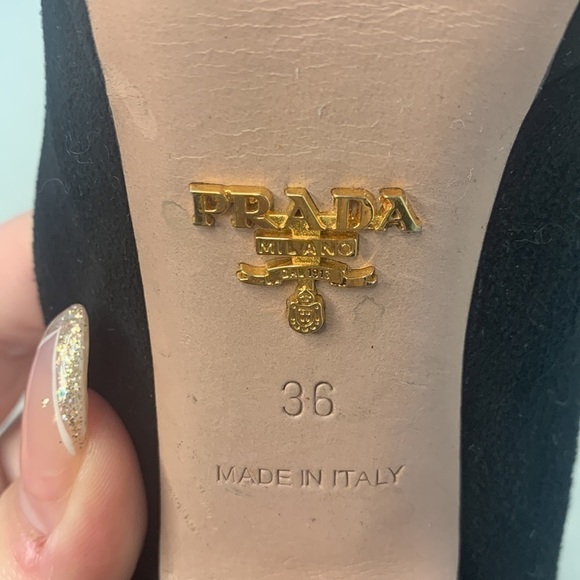 PRADA
MILANO
DAL 1913
36
MADE IN ITALY